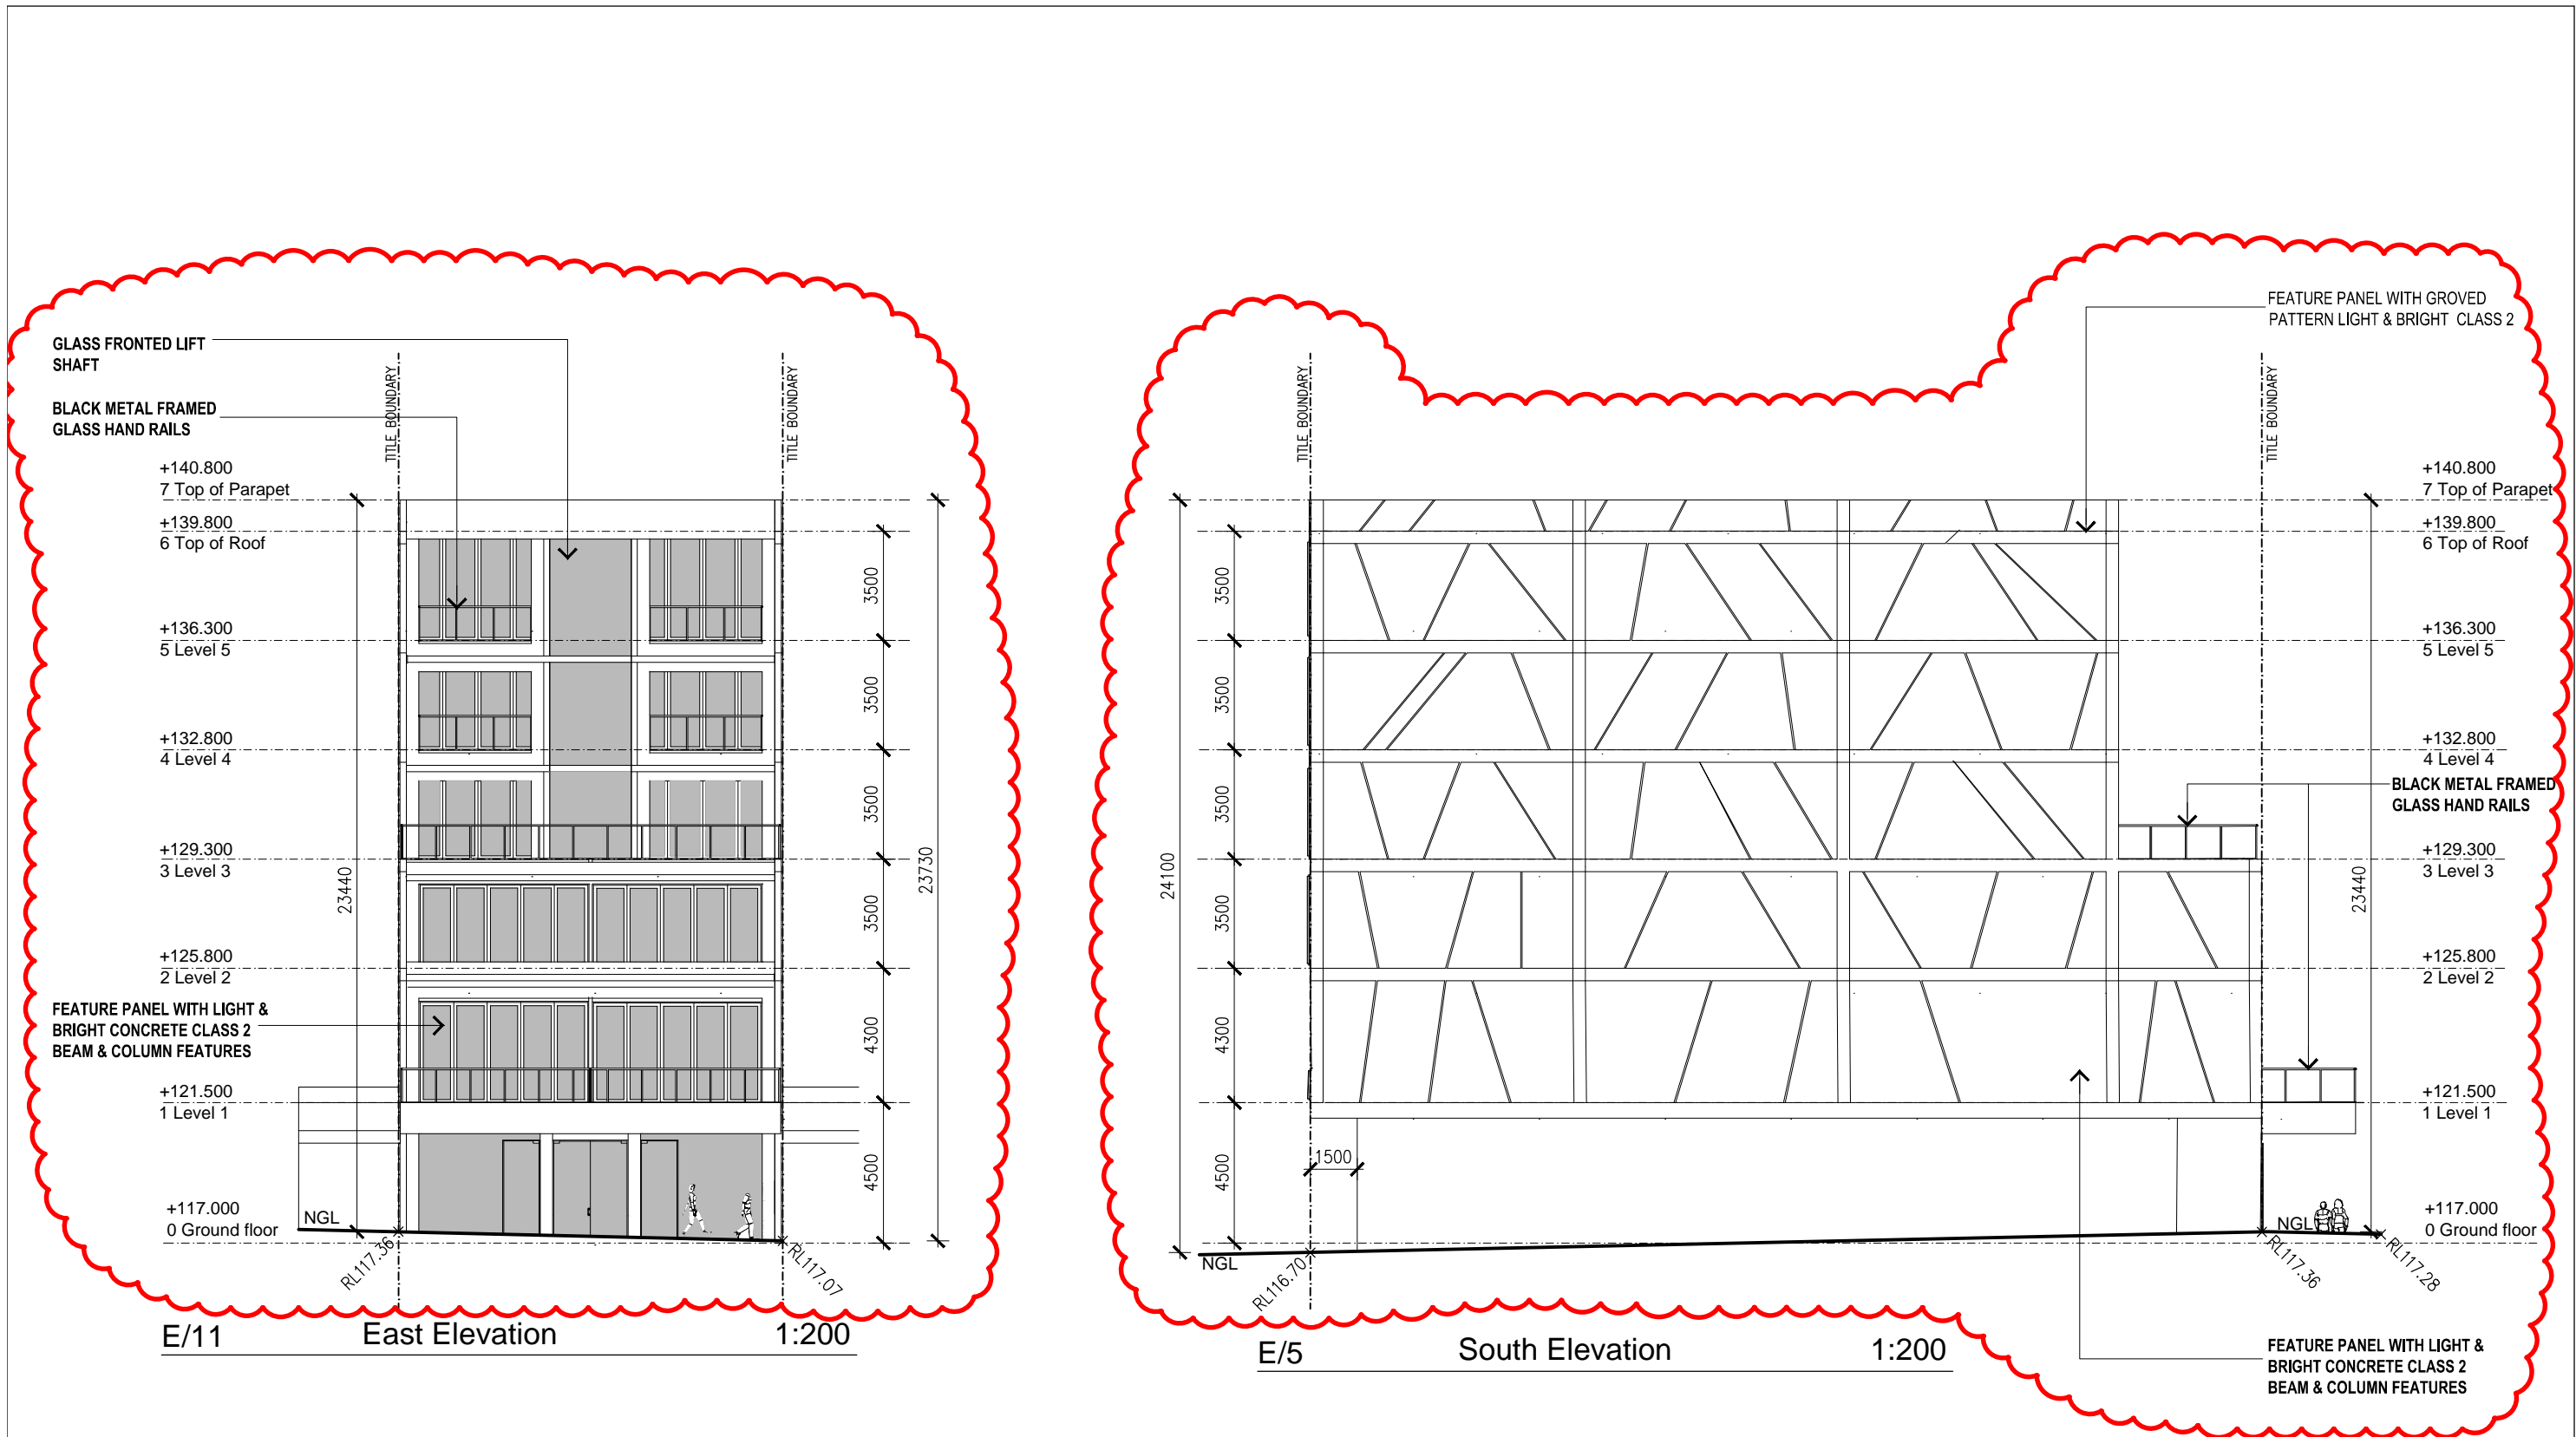 GLASS FRONTED LIFT
SHAFT
BLACK METAL FRAMED
GLASS HAND RAILS
TITLE BOUNDARY
TITLE BOUNDARY
+140.800
7 Top of Parapet
+139.800
6 Top of Roof
+136.300
5 Level 5
+132.800
4 Level 4
+129.300
3 Level 3
+125.800
2 Level 2
FEATURE PANEL WITH LIGHT &
BRIGHT CONCRETE CLASS 2
BEAM & COLUMN FEATURES
+121.500
1 Level 1
+117.000
0 Ground floor
NGL
23440
3500
3500
3500
3500
4300
4500
23730
RL117.36
RL117.07
E/11 East Elevation 1:200
FEATURE PANEL WITH GROVED
PATTERN LIGHT & BRIGHT CLASS 2
TITLE BOUNDARY
TITLE BOUNDARY
24100
3500
3500
3500
3500
4300
4500
1500
+140.800
7 Top of Parapet
+139.800
6 Top of Roof
+136.300
5 Level 5
+132.800
4 Level 4
BLACK METAL FRAMED
GLASS HAND RAILS
+129.300
3 Level 3
23440
+125.800
2 Level 2
+121.500
1 Level 1
+117.000
0 Ground floor
NGL
NGL
RL116.70
RL117.36
RL117.28
FEATURE PANEL WITH LIGHT &
BRIGHT CONCRETE CLASS 2
BEAM & COLUMN FEATURES
E/5 South Elevation 1:200